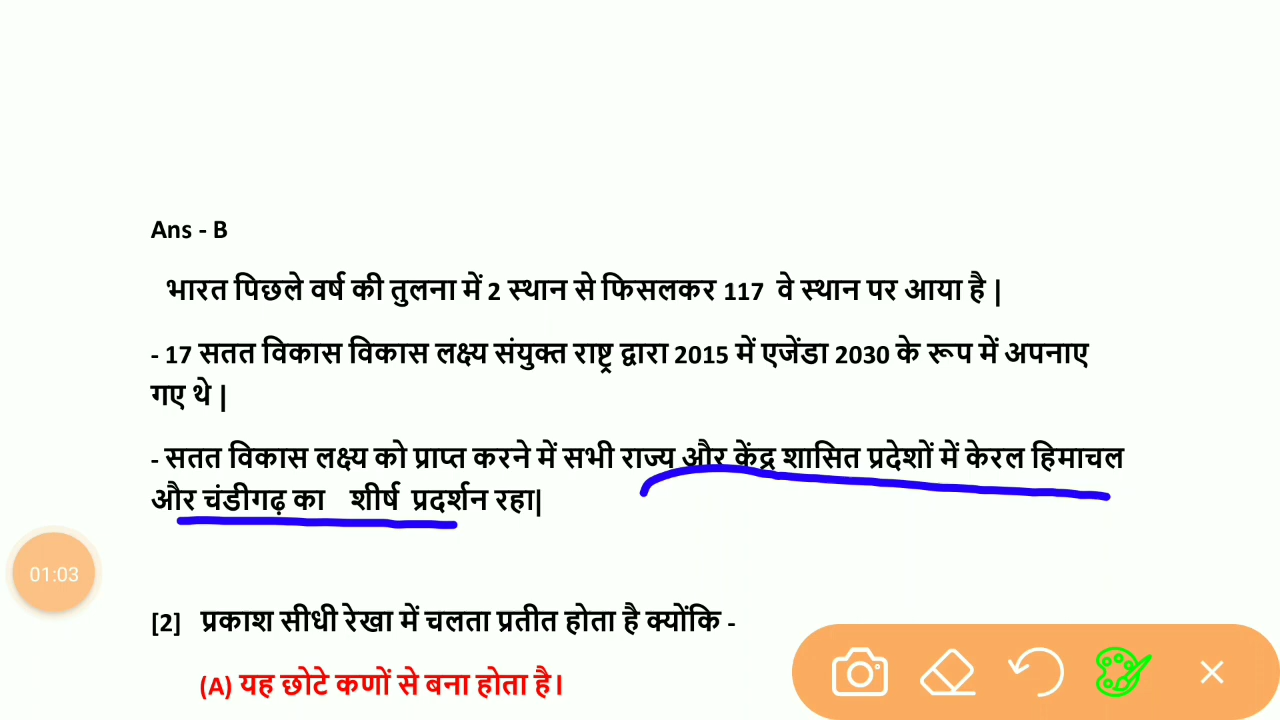 Ans - B
भारत पिछले वर्ष की तुलना में 2 स्थान से फिसलकर 117 वे स्थान पर आया है |
- 17 सतत विकास विकास लक्ष्य संयुक्त राष्ट्र द्वारा 2015 में एजेंडा 2030 के रूप में अपनाए
गए थे |
- सतत विकास लक्ष्य को प्राप्त करने में सभी राज्य और केंद्र शासित प्रदेशों में केरल हिमाचल
और चंडीगढ़ का शीर्ष प्रदर्शन रहा|
01:03
[2] प्रकाश सीधी रेखा में चलता प्रतीत होता है क्योंकि -
(A) यह छोटे कणों से बना होता है।